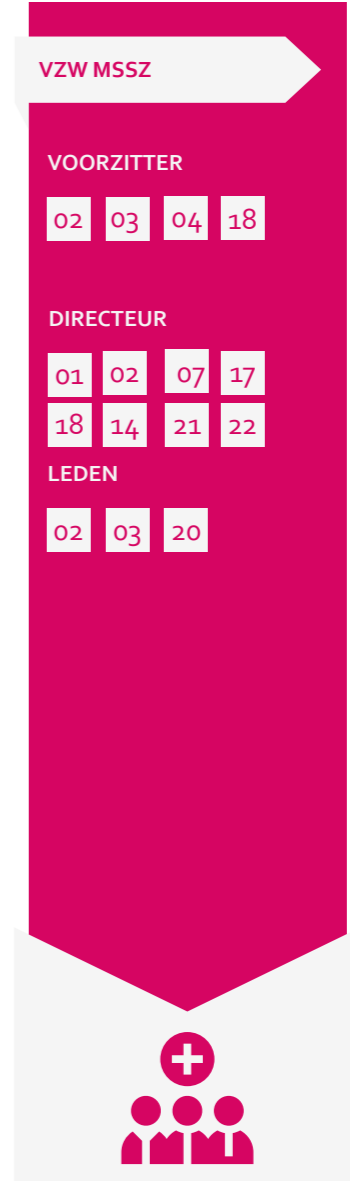 VZW MSSZ
VOORZITTER
02 03 04 18
DIRECTEUR
01 02 07 17
18 14 21 22
LEDEN
02 03 20